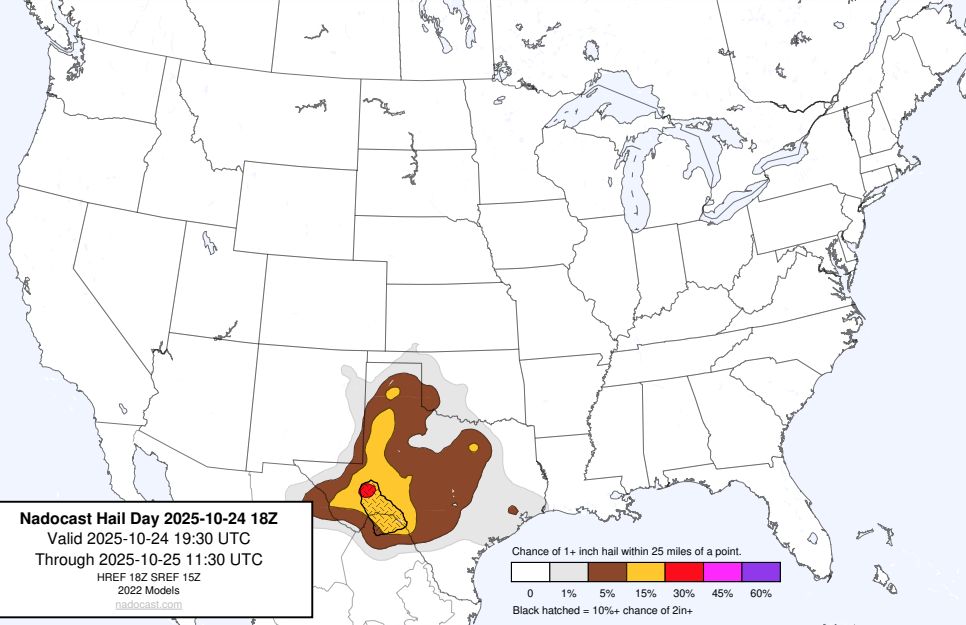 Nadocast Hail Day 2025-10-24 18Z
Valid 2025-10-24 19:30 UTC
Through 2025-10-25 11:30 UTC
HREF 18Z SREF 15Z
2022 Models
nadocast.com
Chance of 1+ inch hail within 25 miles of a point.
0 1% 5% 15% 30% 45% 60%
Black hatched = 10%+ chance of 2in+